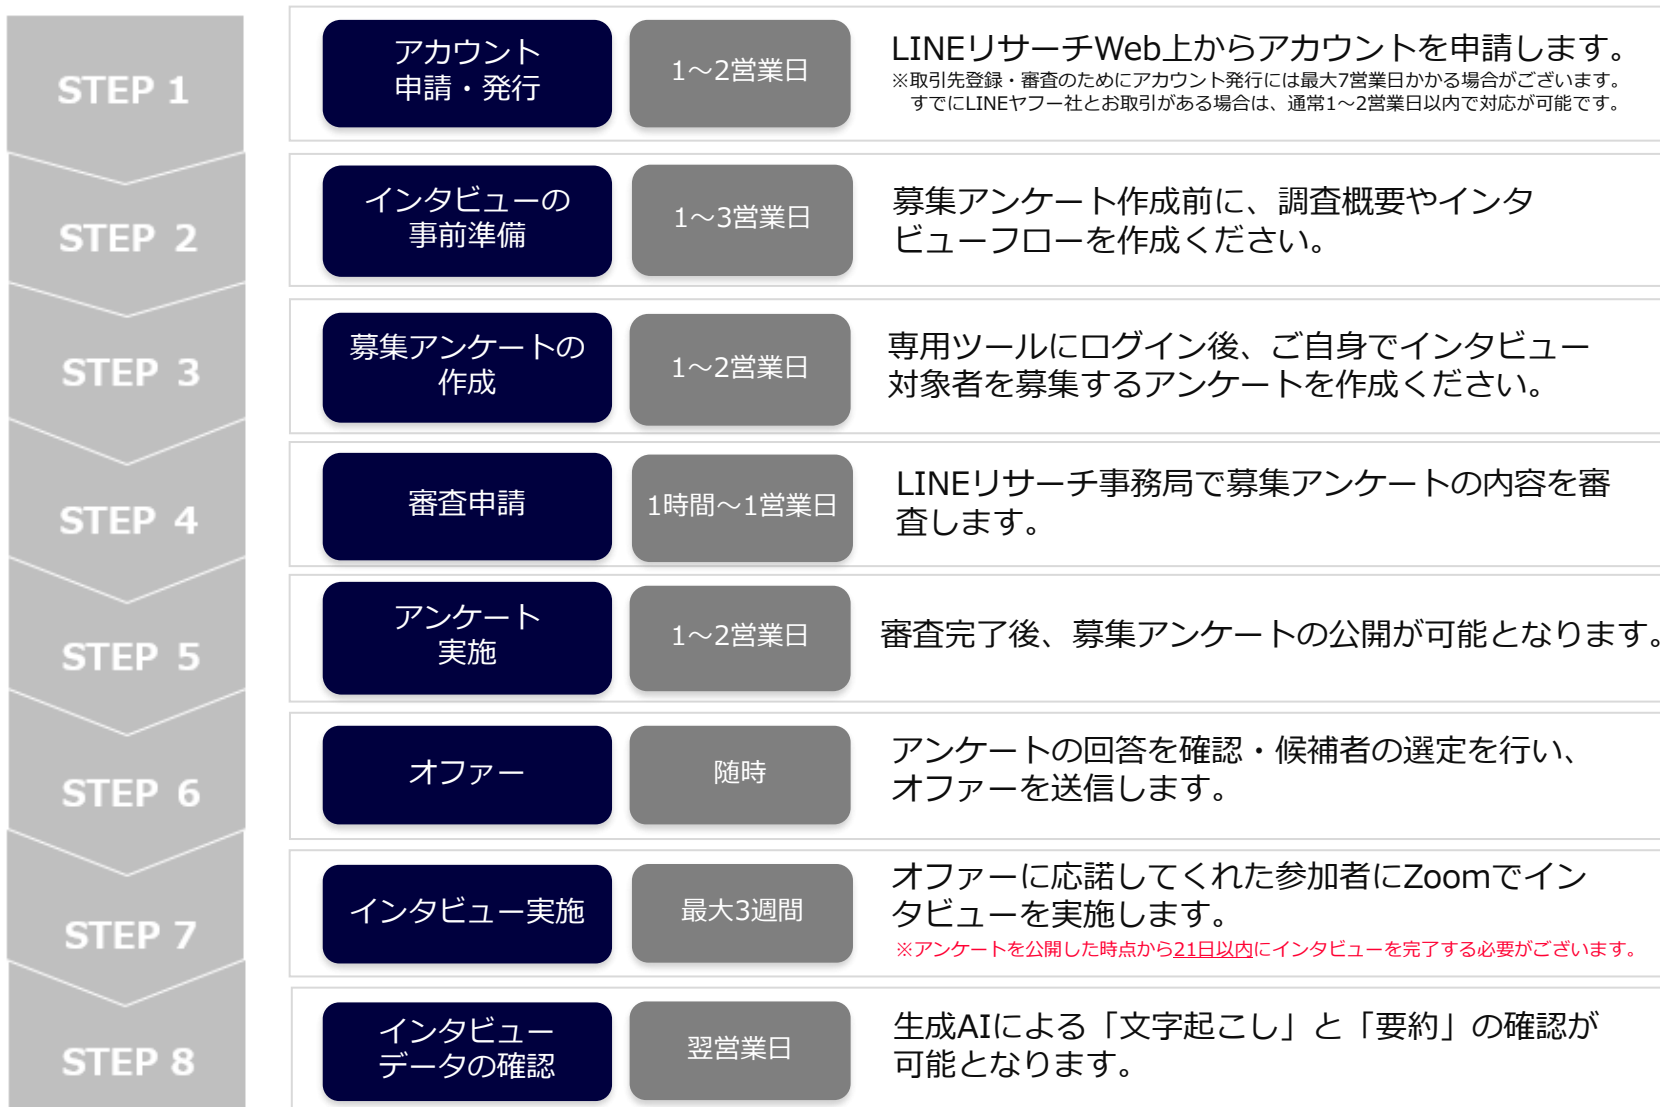 STEP 1
アカウント
申請・発行
1～2営業日
LINEリサーチWeb上からアカウントを申請します。
※取引先登録・審査のためにアカウント発行には最大7営業日かかる場合がございます。
すでにLINEヤフー社とお取引がある場合は、通常1～2営業日以内で対応が可能です。
STEP 2
インタビューの
事前準備
1～3営業日
募集アンケート作成前に、調査概要やインタ
ビューフローを作成ください。
STEP 3
募集アンケートの
作成
1～2営業日
専用ツールにログイン後、ご自身でインタビュー
対象者を募集するアンケートを作成ください。
STEP 4
審査申請
1時間～1営業日
LINEリサーチ事務局で募集アンケートの内容を審
査します。
STEP 5
アンケート
実施
1～2営業日
審査完了後、募集アンケートの公開が可能となります。
STEP 6
オファー
随時
アンケートの回答を確認・候補者の選定を行い、
オファーを送信します。
STEP 7
インタビュー実施
最大3週間
オファーに応諾してくれた参加者にZoomでイン
タビューを実施します。
※アンケートを公開した時点から21日以内にインタビューを完了する必要がございます。
STEP 8
インタビュー
データの確認
翌営業日
生成AIによる「文字起こし」と「要約」の確認が
可能となります。